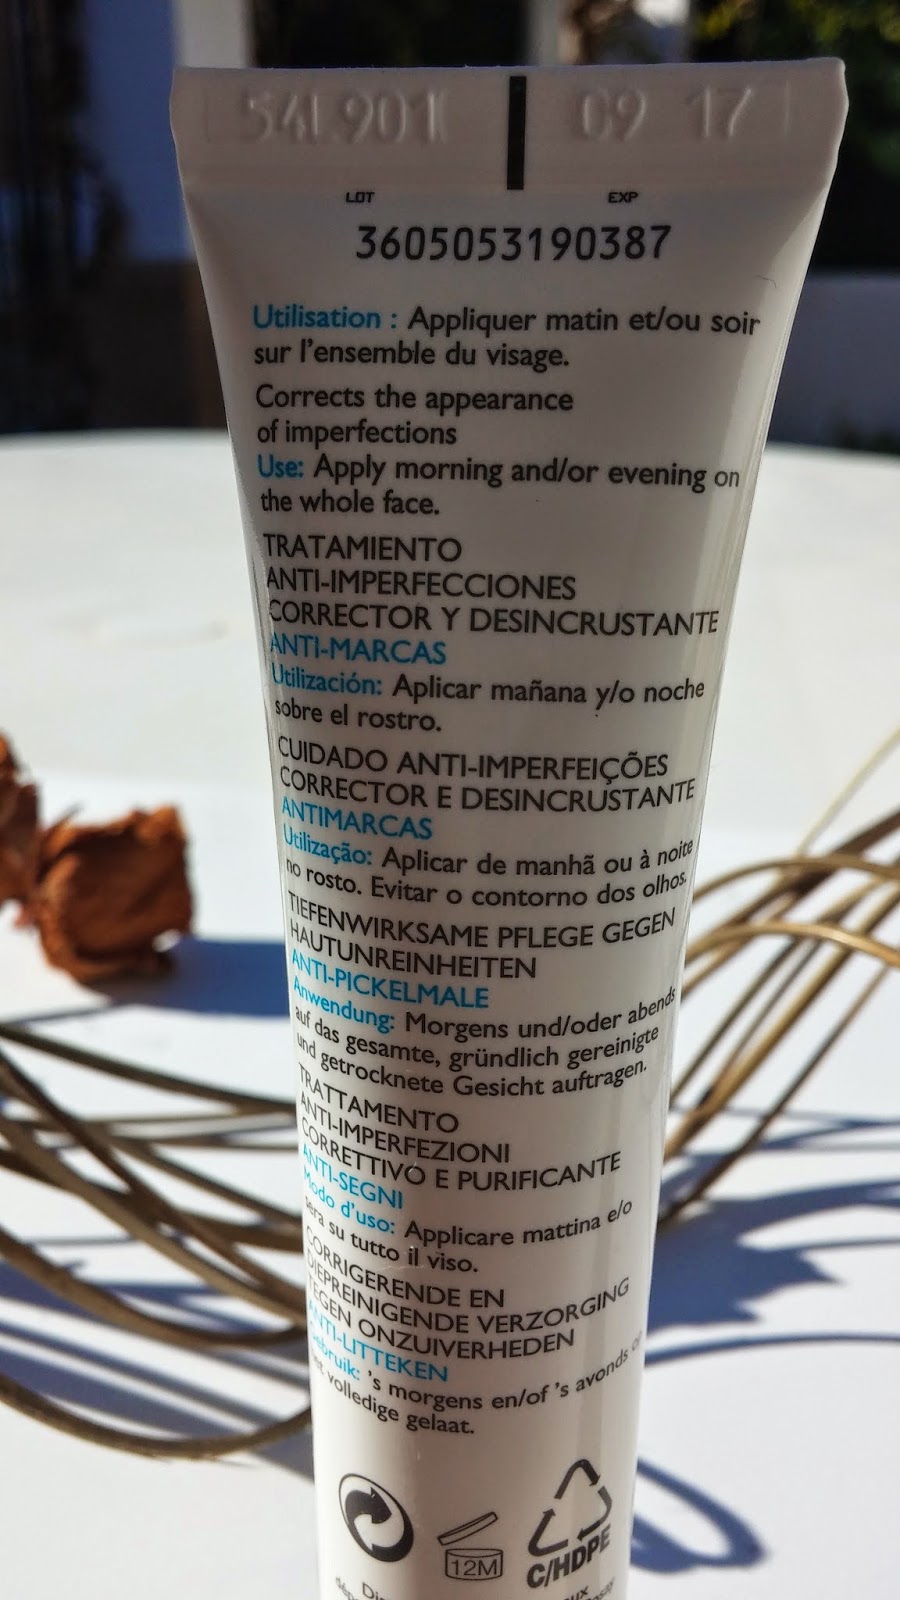 54L901 09 17
LOT EXP
3605053190387
Utilisation : Appliquer matin et/ou soir
sur l'ensemble du visage.
Corrects the appearance
of imperfections
Use: Apply morning and/or evening on
the whole face.
TRATAMIENTO
ANTI-IMPERFECCIONES
CORRECTOR Y DESINCRUSTANTE
ANTI-MARCAS
Utilización: Aplicar mañana y/o noche
sobre el rostro.
CUIDADO ANTI-IMPERFEIÇÕES
CORRECTOR E DESINCRUSTANTE
ANTIMARCAS
Utilização: Aplicar de manhã ou à noite
no rosto. Evitar o contorno dos olhos.
TIEFENWIRKSAME PFLEGE GEGEN
HAUTUNREINHEITEN
ANTI-PICKELMALE
Anwendung: Morgens und/oder abends
auf das gesamte, gründlich gereinigte
und getrocknete Gesicht auftragen.
TRATTAMENTO
ANTI-IMPERFEZIONI
CORRETTIVO E PURIFICANTE
ANTI-SEGNI
Modo d'uso: Applicare mattina e/o
sera su tutto il viso.
CORRIGERENDE EN
DIEPREINIGENDE VERZORGING
TEGEN ONZUIVERHEDEN
ANTI-LITTEKEN
Gebruik: 's morgens en/of 's avonds op
het volledige gelaat.
12M
C/HDPE